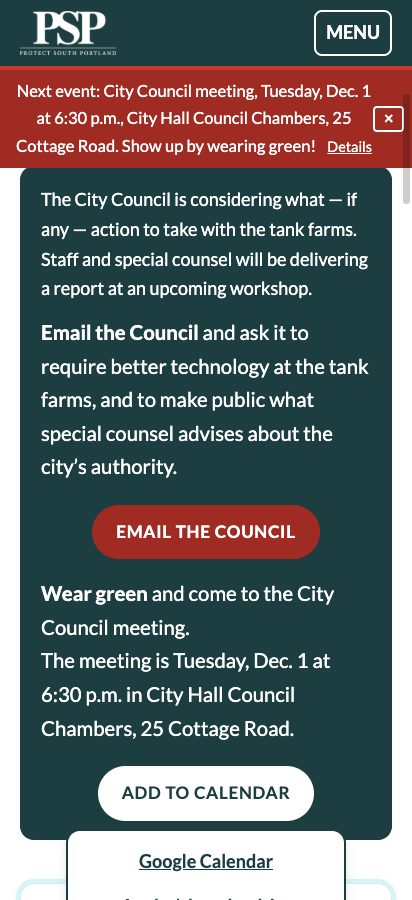 PSP
PROTECT SOUTH PORTLAND
MENU
Next event: City Council meeting, Tuesday, Dec. 1
at 6:30 p.m., City Hall Council Chambers, 25
Cottage Road. Show up by wearing green! Details
×
The City Council is considering what — if
any — action to take with the tank farms.
Staff and special counsel will be delivering
a report at an upcoming workshop.
Email the Council and ask it to
require better technology at the tank
farms, and to make public what
special counsel advises about the
city’s authority.
EMAIL THE COUNCIL
Wear green and come to the City
Council meeting.
The meeting is Tuesday, Dec. 1 at
6:30 p.m. in City Hall Council
Chambers, 25 Cottage Road.
ADD TO CALENDAR
Google Calendar